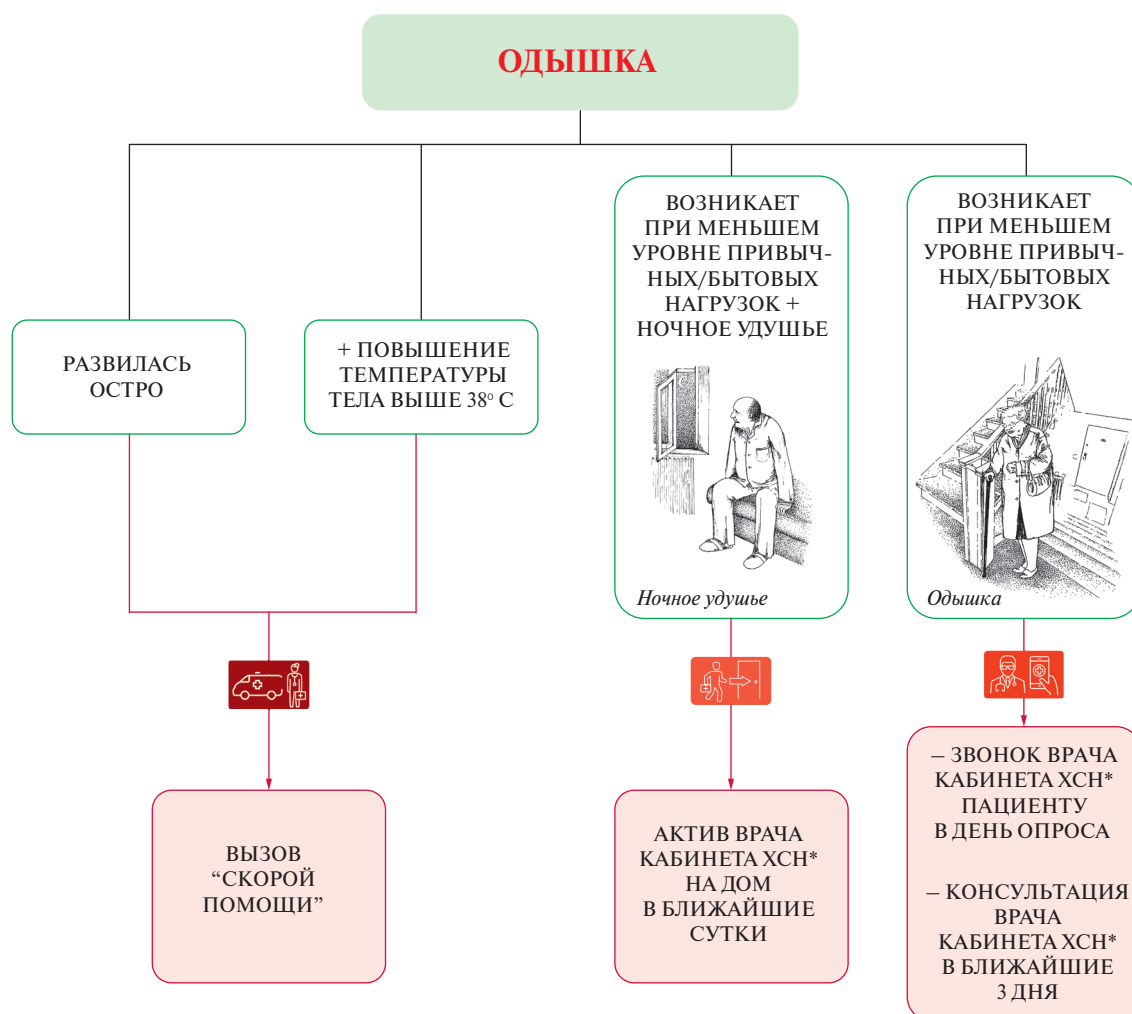 ОДЫШКА
РАЗВИЛАСЬ
ОСТРО
+ ПОВЫШЕНИЕ
ТЕМПЕРАТУРЫ
ТЕЛА ВЫШЕ 38º С
ВОЗНИКАЕТ
ПРИ МЕНЬШЕМ
УРОВНЕ ПРИВЫЧ-
НЫХ/БЫТОВЫХ
НАГРУЗОК +
НОЧНОЕ УДУШЬЕ
Ночное удушье
ВОЗНИКАЕТ
ПРИ МЕНЬШЕМ
УРОВНЕ ПРИВЫЧ-
НЫХ/БЫТОВЫХ
НАГРУЗОК
Одышка
ВЫЗОВ
“СКОРОЙ
ПОМОЩИ”
АКТИВ ВРАЧА
КАБИНЕТА ХСН*
НА ДОМ
В БЛИЖАЙШИЕ
СУТКИ
– ЗВОНОК ВРАЧА
КАБИНЕТА ХСН*
ПАЦИЕНТУ
В ДЕНЬ ОПРОСА
– КОНСУЛЬТАЦИЯ
ВРАЧА
КАБИНЕТА ХСН*
В БЛИЖАЙШИЕ
3 ДНЯ